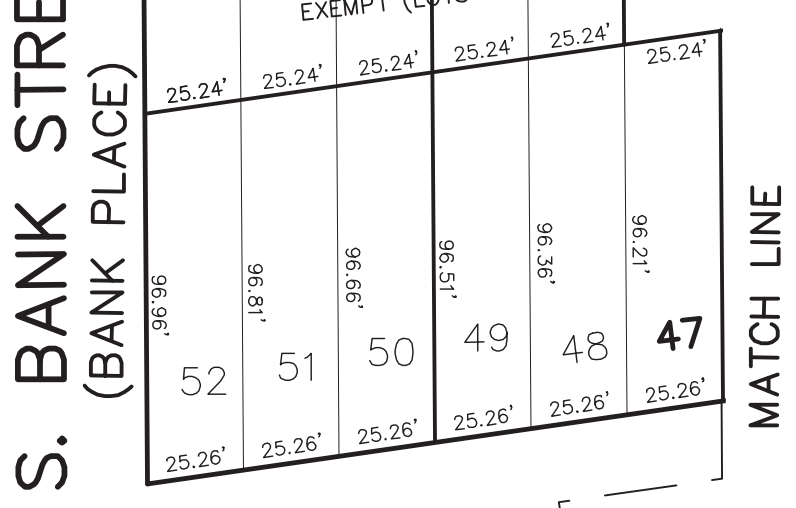 EXEMPT
25.24' 25.24' 25.24' 25.24' 25.24' 25.24'
S. BANK
(BANK PLACE)
96.96' 96.81' 96.66' 96.51' 96.36' 96.21'
52 51 50 49 48 47
25.26' 25.26' 25.26' 25.26' 25.26' 25.26'
MATCH LINE